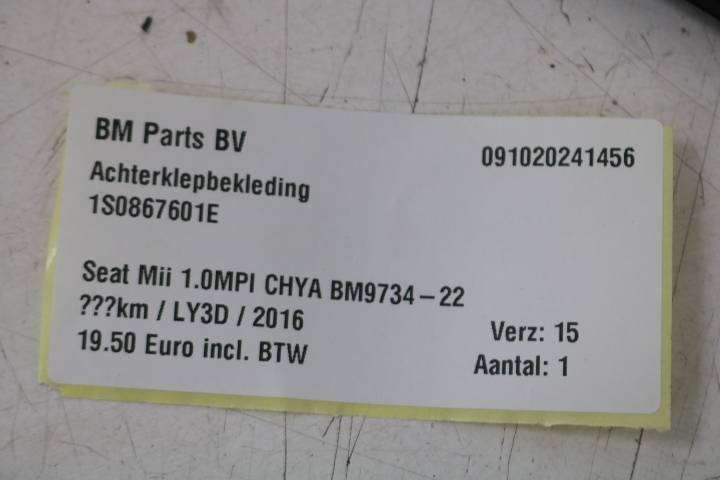 BM Parts BV
091020241456
Achterklepbekleding
1S0867601E
Seat Mii 1.0MPI CHYA BM9734-22
???km / LY3D / 2016
Verz: 15
19.50 Euro incl. BTW
Aantal: 1